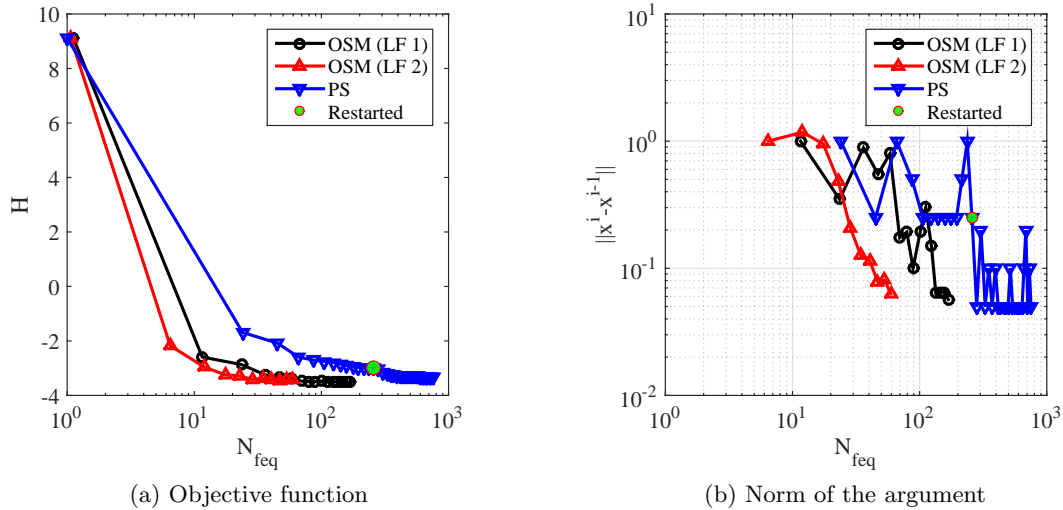 10
8
6
4
2
0
-2
-4
H
10^0
10^1
10^2
10^3
N_feq
OSM (LF 1)
OSM (LF 2)
PS
Restarted
(a) Objective function
10^1
10^0
10^-1
10^-2
||x^i-x^i-1||
10^0
10^1
10^2
10^3
N_feq
OSM (LF 1)
OSM (LF 2)
PS
Restarted
(b) Norm of the argument